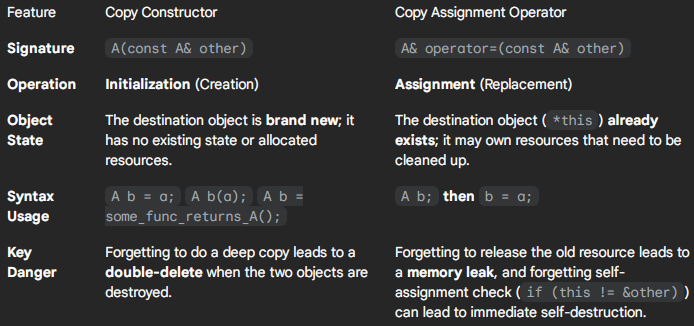 Feature Copy Constructor Copy Assignment Operator
Signature A(const A& other) A& operator=(const A& other)
Operation Initialization (Creation) Assignment (Replacement)
Object State
The destination object is brand new; it
has no existing state or allocated
resources.
The destination object ( *this ) already
exists; it may own resources that need to be
cleaned up.
Syntax Usage
A b = a; A b(a); A b =
some_func_returns_A();
A b; then b = a;
Key Danger
Forgetting to do a deep copy leads to a
double-delete when the two objects are
destroyed.
Forgetting to release the old resource leads to
a memory leak, and forgetting self-
assignment check ( if (this != &other) )
can lead to immediate self-destruction.